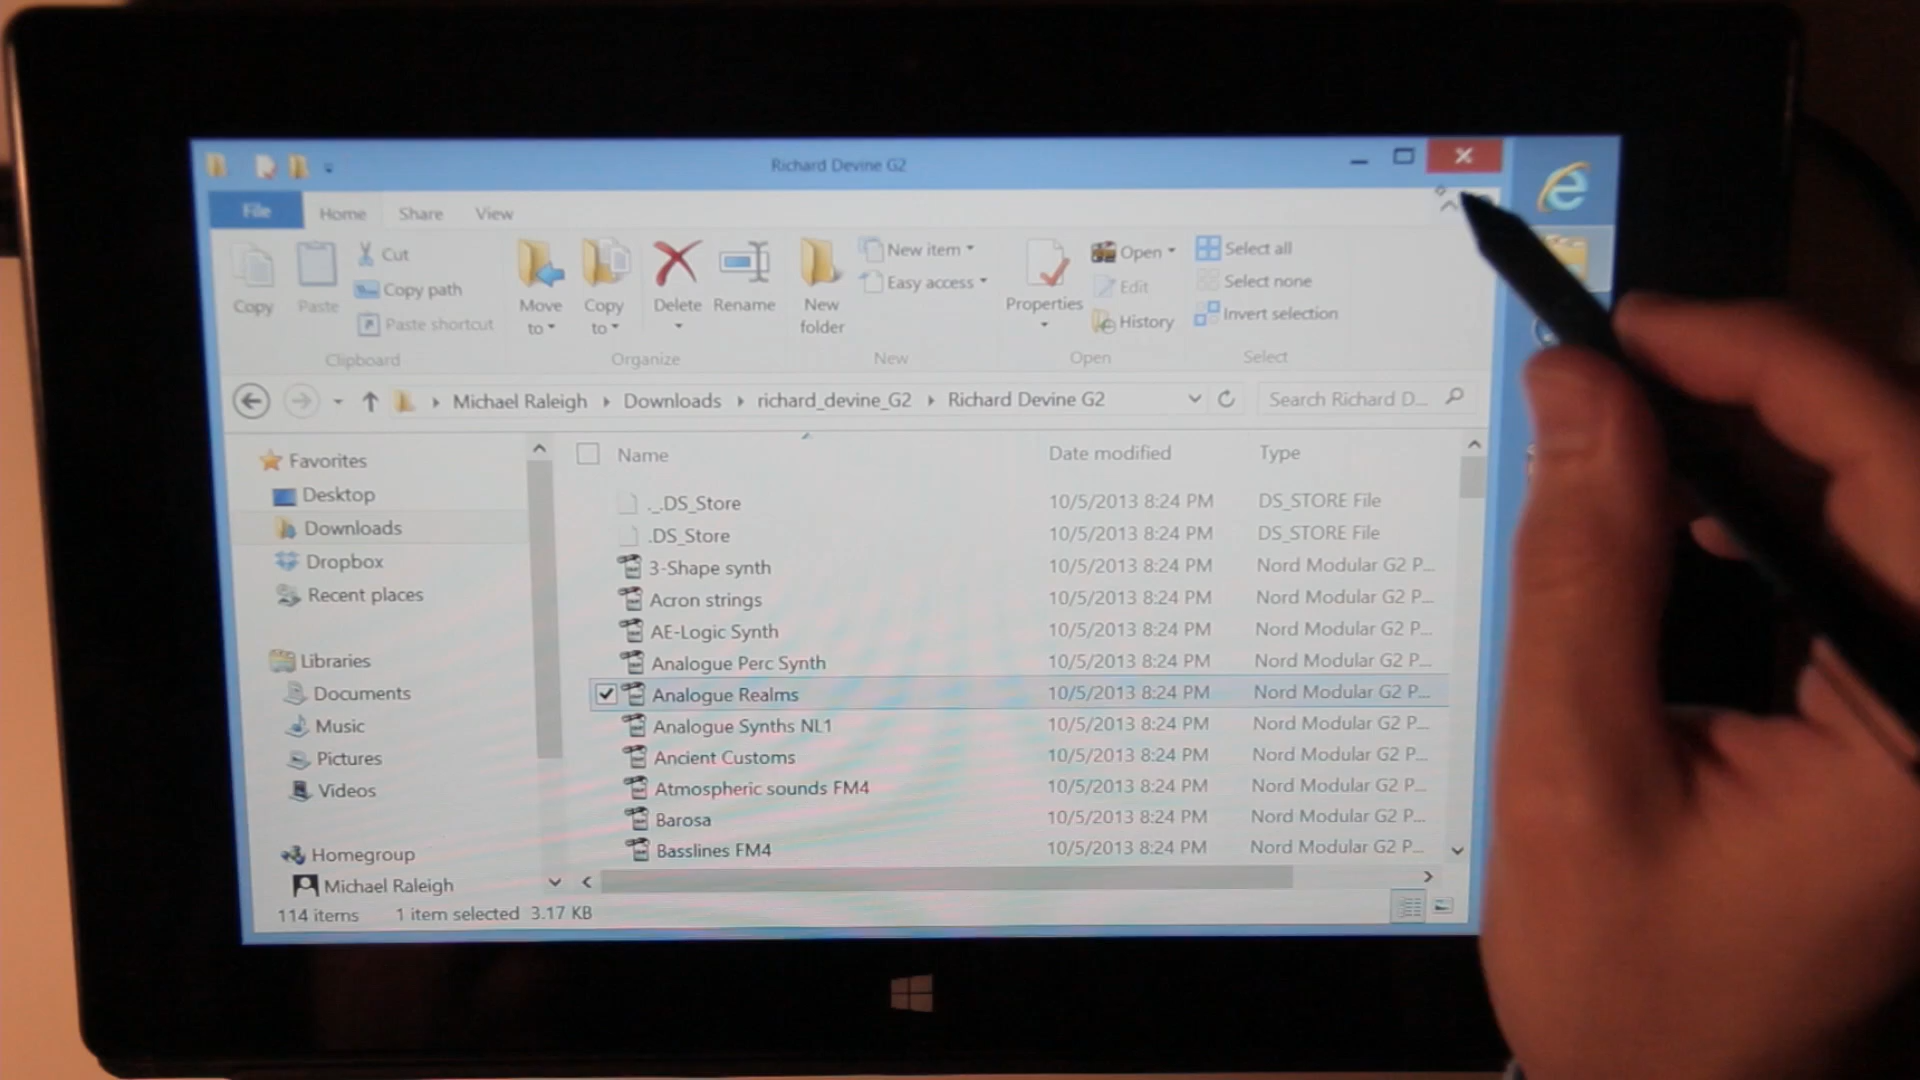 Richard Devine G2
File Home Share View
Copy Paste Cut Copy path Paste shortcut Move to Copy to Delete Rename New folder New item Easy access Properties Open Edit History Select all Select none Invert selection
Clipboard Organize New Open Select
Michael Raleigh Downloads richard_devine_G2 Richard Devine G2 Search Richard D...
Favorites
Desktop
Downloads
Dropbox
Recent places
Libraries
Documents
Music
Pictures
Videos
Homegroup
Michael Raleigh
Name Date modified Type
._.DS_Store 10/5/2013 8:24 PM DS_STORE File
.DS_Store 10/5/2013 8:24 PM DS_STORE File
3-Shape synth 10/5/2013 8:24 PM Nord Modular G2 P...
Acron strings 10/5/2013 8:24 PM Nord Modular G2 P...
AE-Logic Synth 10/5/2013 8:24 PM Nord Modular G2 P...
Analogue Perc Synth 10/5/2013 8:24 PM Nord Modular G2 P...
Analogue Realms 10/5/2013 8:24 PM Nord Modular G2 P...
Analogue Synths NL1 10/5/2013 8:24 PM Nord Modular G2 P...
Ancient Customs 10/5/2013 8:24 PM Nord Modular G2 P...
Atmospheric sounds FM4 10/5/2013 8:24 PM Nord Modular G2 P...
Barosa 10/5/2013 8:24 PM Nord Modular G2 P...
Basslines FM4 10/5/2013 8:24 PM Nord Modular G2 P...
114 items 1 item selected 3.17 KB